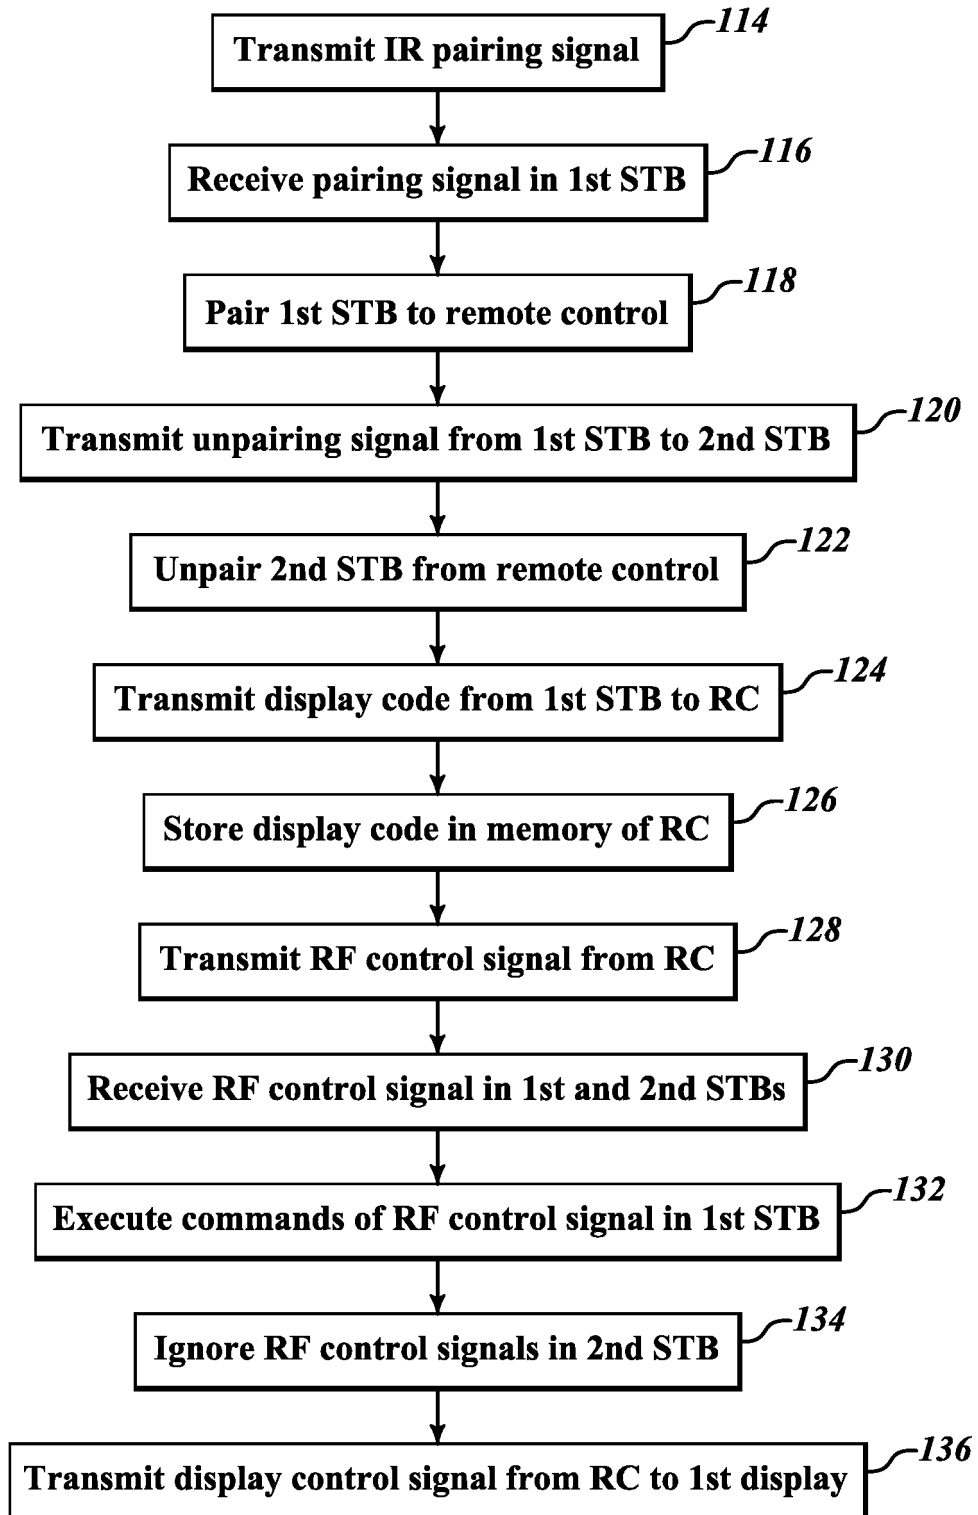 Transmit IR pairing signal
114
Receive pairing signal in 1st STB
116
Pair 1st STB to remote control
118
Transmit unpairing signal from 1st STB to 2nd STB
120
Unpair 2nd STB from remote control
122
Transmit display code from 1st STB to RC
124
Store display code in memory of RC
126
Transmit RF control signal from RC
128
Receive RF control signal in 1st and 2nd STBs
130
Execute commands of RF control signal in 1st STB
132
Ignore RF control signals in 2nd STB
134
Transmit display control signal from RC to 1st display
136